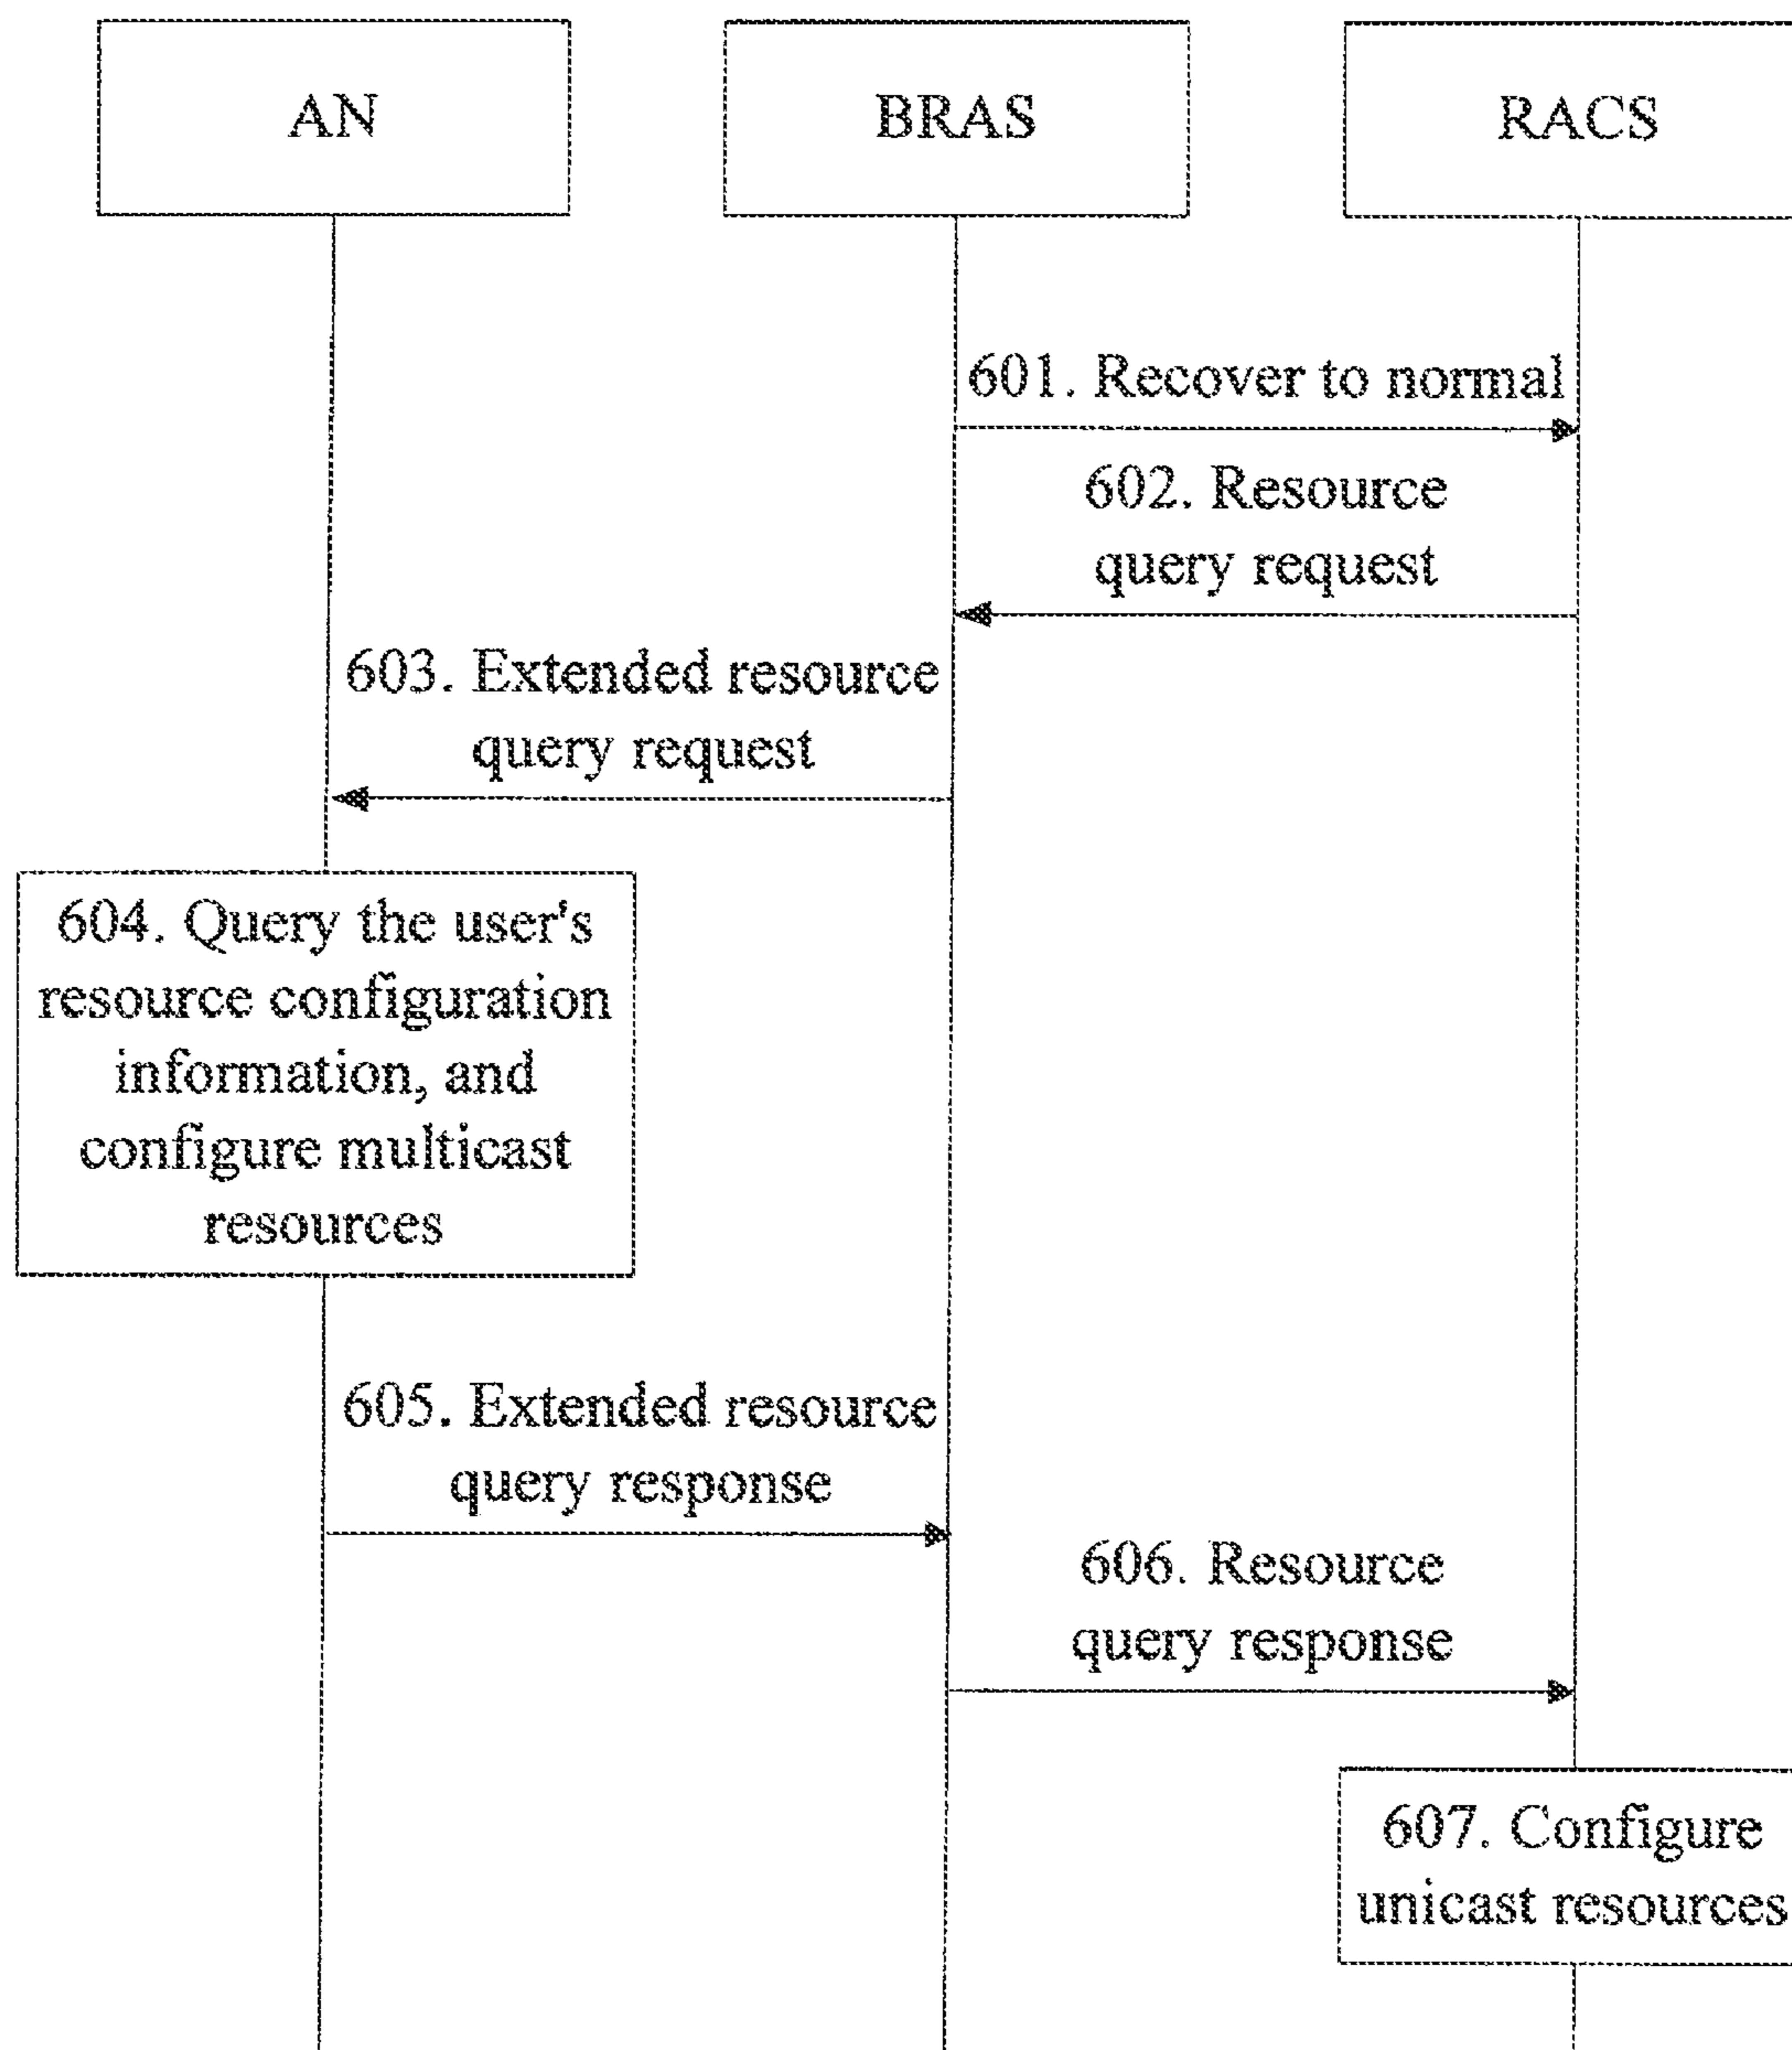 AN
BRAS
RACS
601. Recover to normal
602. Resource
query request
603. Extended resource
query request
604. Query the user's
resource configuration
information, and
configure multicast
resources
605. Extended resource
query response
606. Resource
query response
607. Configure
unicast resources